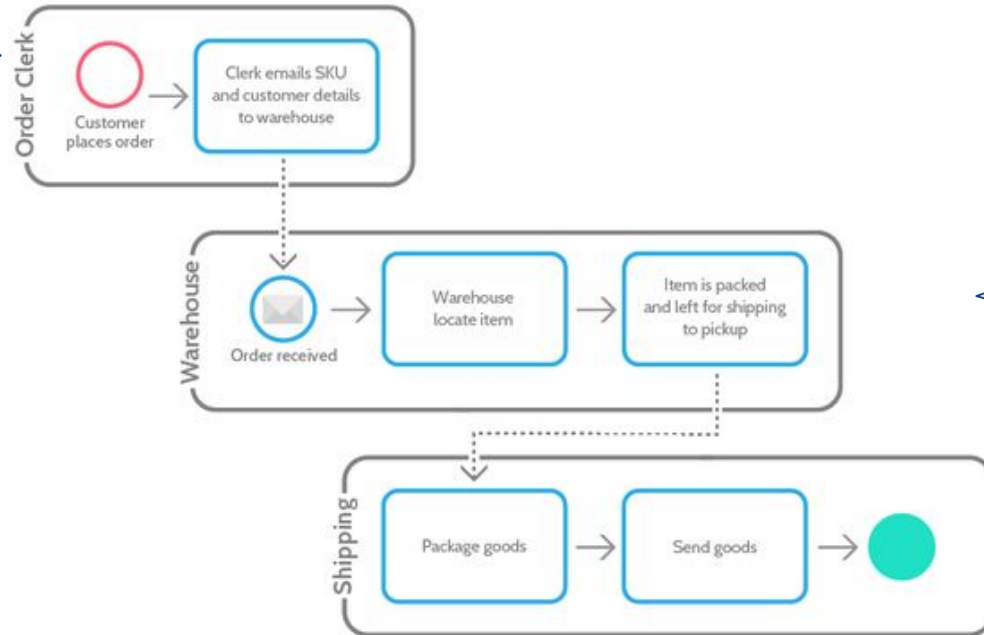 Order Clerk
Customer
places order
Clerk emails SKU
and customer details
to warehouse
Warehouse
Order received
Warehouse
locate item
Item is packed
and left for shipping
to pickup
Shipping
Package goods
Send goods